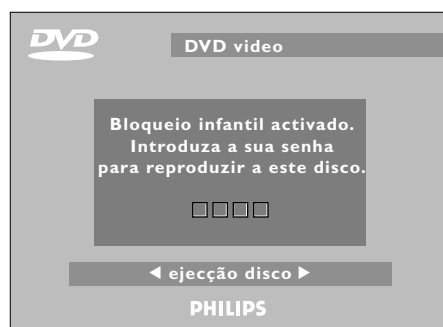 DVD
DVD video
Bloqueio infantil activado.
Introduza a sua senha
para reproduzir a este disco.
ejecção disco
PHILIPS